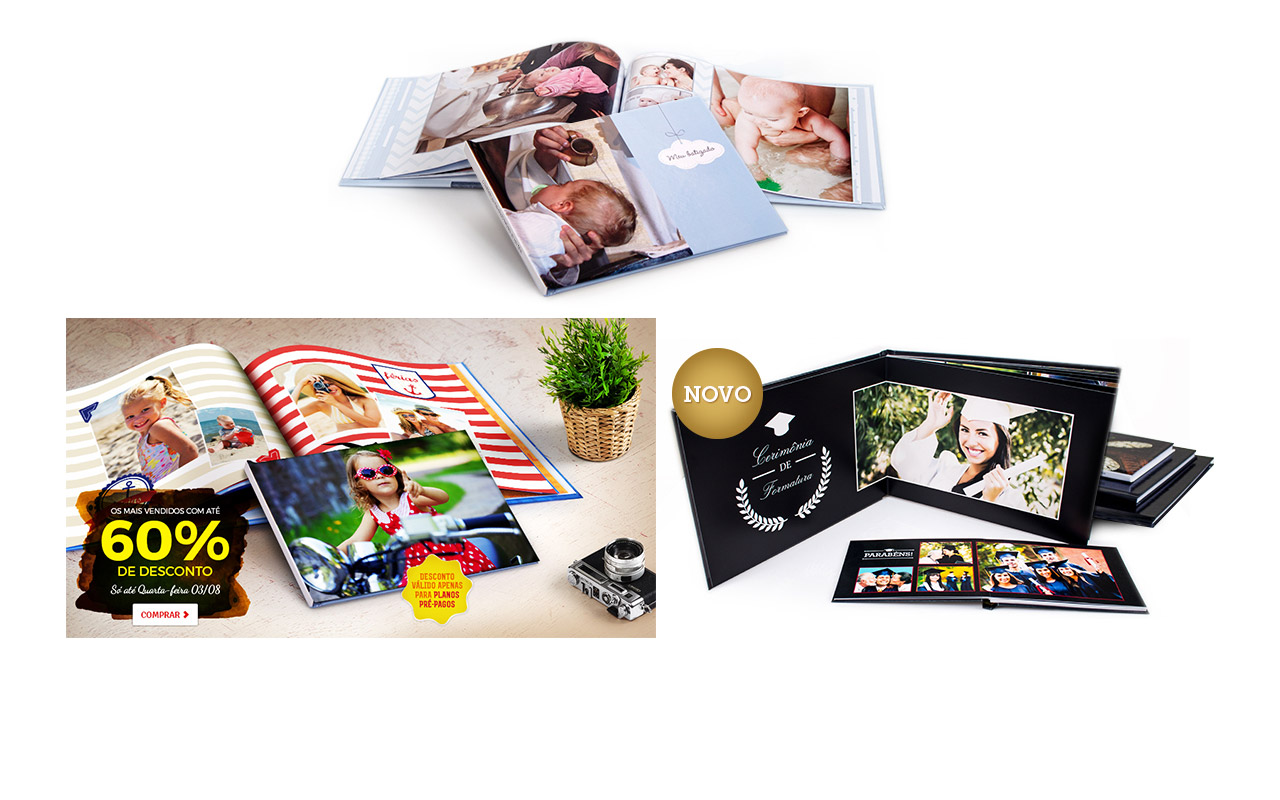 Meu batizado
férias
OS MAIS VENDIDOS COM ATÉ
60%
DE DESCONTO
Só até Quarta-feira 03/08
COMPRAR
DESCONTO
VÁLIDO APENAS
PARA PLANOS
PRÉ-PAGOS
NOVO
Cerimônia
DE
Formatura
PARABÉNS!